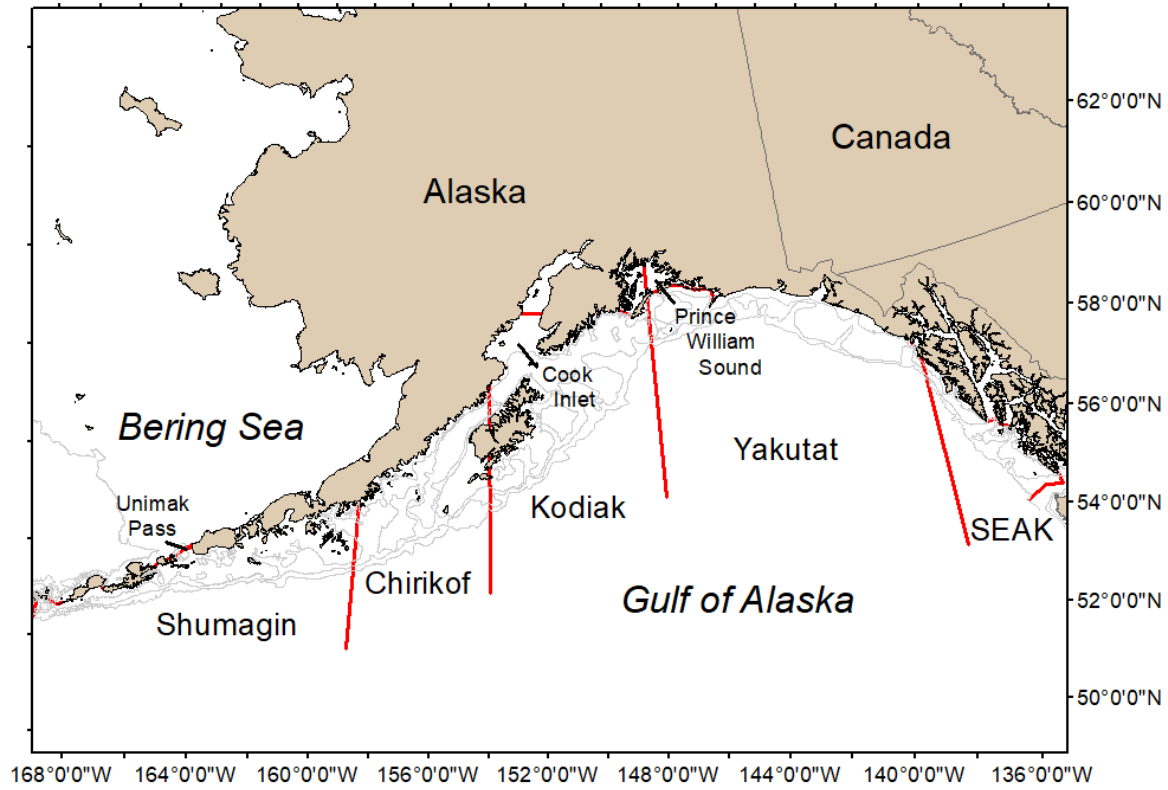 62°0'0"N
Canada
Alaska
60°0'0"N
58°0'0"N
Prince
William
Sound
Cook
Inlet
56°0'0"N
Bering Sea
Yakutat
Unimak
Pass
Kodiak
54°0'0"N
SEAK
Chirikof
Gulf of Alaska
52°0'0"N
Shumagin
50°0'0"N
168°0'0"W 164°0'0"W 160°0'0"W 156°0'0"W 152°0'0"W 148°0'0"W 144°0'0"W 140°0'0"W 136°0'0"W